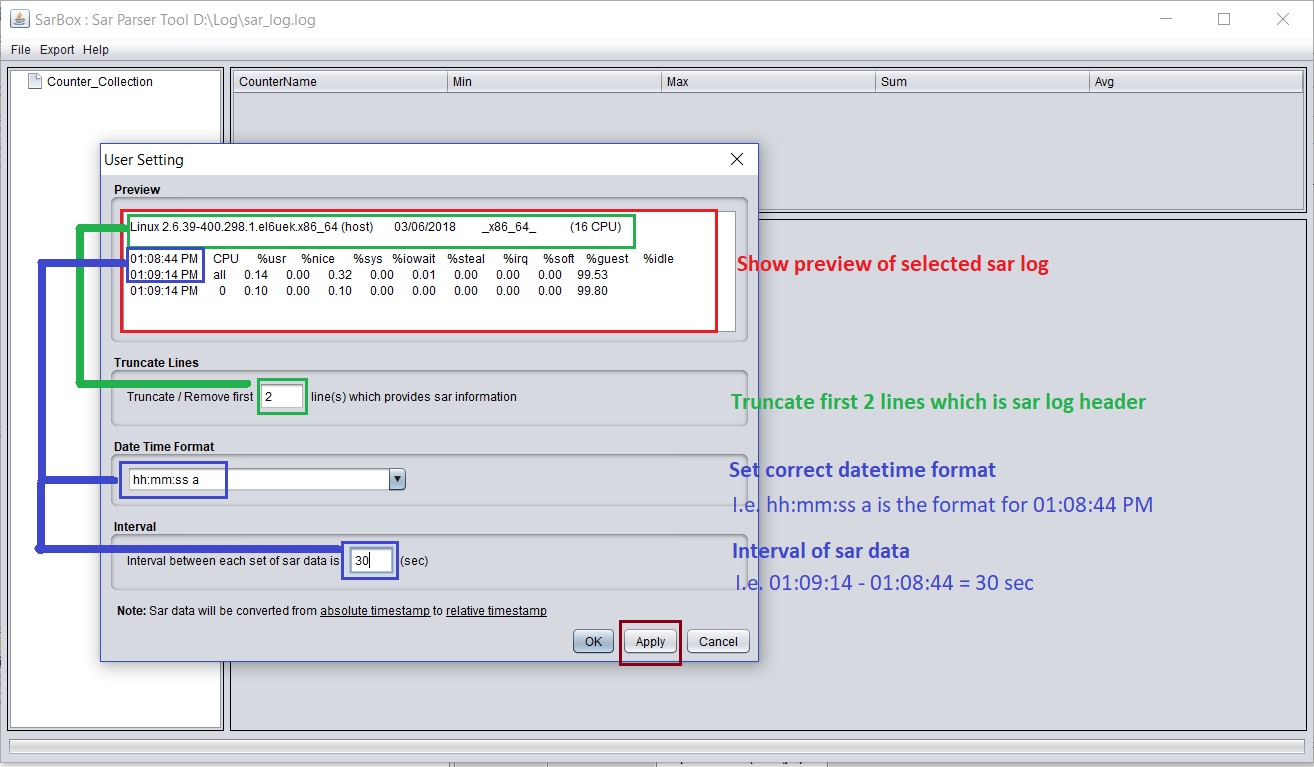 SarBox : Sar Parser Tool D:\Log\sar_log.log
File Export Help
Counter_Collection
CounterName Min Max Sum Avg
User Setting
Preview
Linux 2.6.39-400.298.1.el6uek.x86_64 (host) 03/06/2018 _x86_64_ (16 CPU)
01:08:44 PM CPU %usr %nice %sys %iowait %steal %irq %soft %guest %idle
01:09:14 PM all 0.14 0.00 0.32 0.00 0.01 0.00 0.00 0.00 99.53
01:09:14 PM 0 0.10 0.00 0.10 0.00 0.00 0.00 0.00 0.00 99.80
Show preview of selected sar log
Truncate Lines
Truncate / Remove first 2 line(s) which provides sar information
Truncate first 2 lines which is sar log header
Date Time Format
hh:mm:ss a
Set correct datetime format
I.e. hh:mm:ss a is the format for 01:08:44 PM
Interval
Interval between each set of sar data is 30 (sec)
Interval of sar data
I.e. 01:09:14 - 01:08:44 = 30 sec
Note: Sar data will be converted from absolute timestamp to relative timestamp
OK Apply Cancel